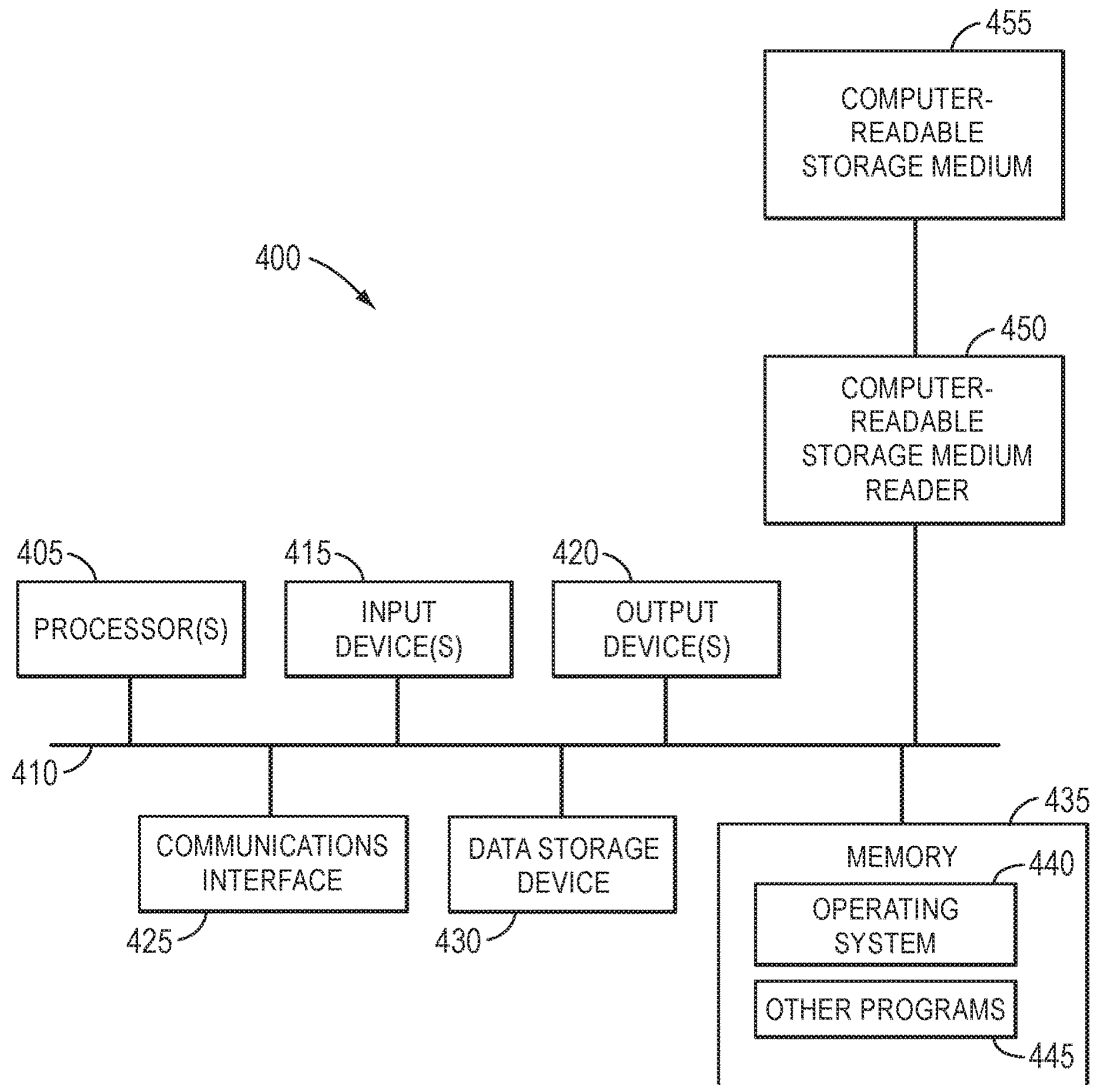 455
COMPUTER-
READABLE
STORAGE MEDIUM
400
450
COMPUTER-
READABLE
STORAGE MEDIUM
READER
405
PROCESSOR(S)
415
INPUT
DEVICE(S)
420
OUTPUT
DEVICE(S)
410
COMMUNICATIONS
INTERFACE
425
DATA STORAGE
DEVICE
430
435
MEMORY
440
OPERATING
SYSTEM
OTHER PROGRAMS
445